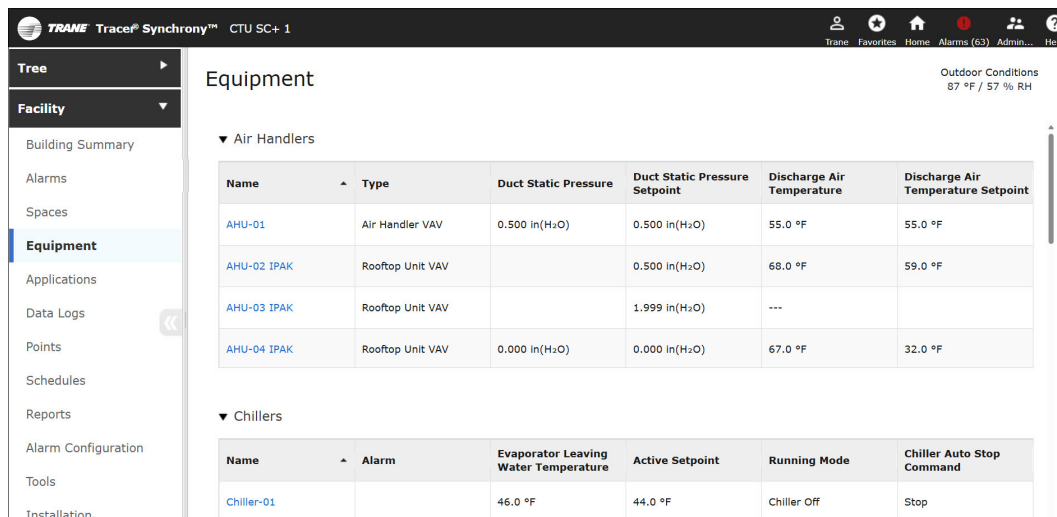 TRANE Tracer® Synchrony™ CTU SC+ 1
Trane Favorites Home Alarms (63) Admin... He
Tree
Facility
Building Summary
Alarms
Spaces
Equipment
Applications
Data Logs
Points
Schedules
Reports
Alarm Configuration
Tools
Installation
Equipment
Outdoor Conditions
87 °F / 57 % RH
Air Handlers
Name Type Duct Static Pressure Duct Static Pressure Setpoint Discharge Air Temperature Discharge Air Temperature Setpoint
AHU-01 Air Handler VAV 0.500 in(H₂O) 0.500 in(H₂O) 55.0 °F 55.0 °F
AHU-02 IPAK Rooftop Unit VAV 0.500 in(H₂O) 68.0 °F 59.0 °F
AHU-03 IPAK Rooftop Unit VAV 1.999 in(H₂O) ---
AHU-04 IPAK Rooftop Unit VAV 0.000 in(H₂O) 0.000 in(H₂O) 67.0 °F 32.0 °F
Chillers
Name Alarm Evaporator Leaving Water Temperature Active Setpoint Running Mode Chiller Auto Stop Command
Chiller-01 46.0 °F 44.0 °F Chiller Off Stop